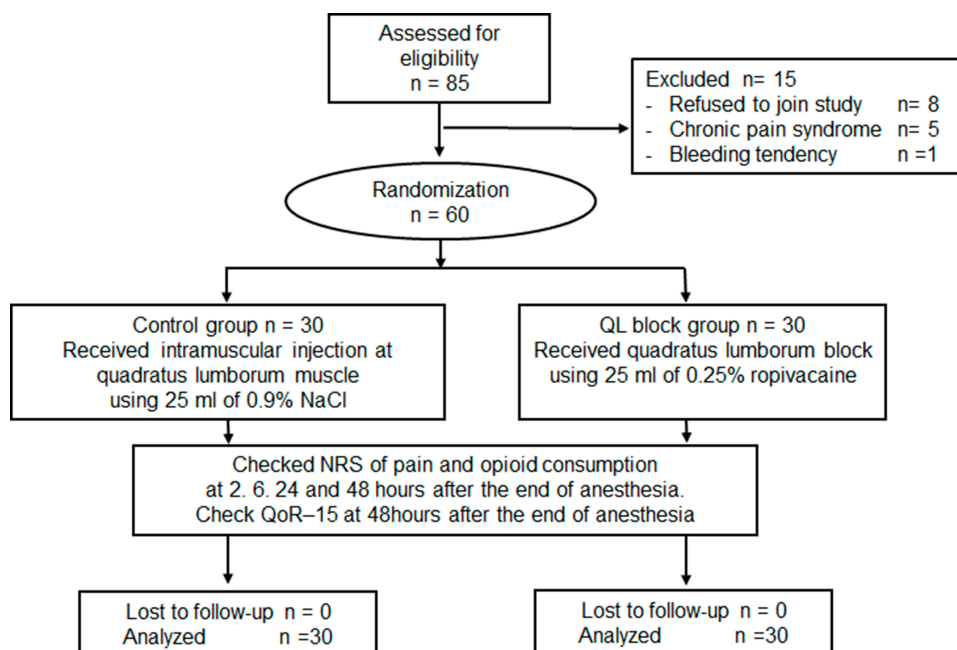 Assessed for
eligibility
n = 85
Excluded n= 15
- Refused to join study n= 8
- Chronic pain syndrome n= 5
- Bleeding tendency n =1
Randomization
n = 60
Control group n = 30
Received intramuscular injection at
quadratus lumborum muscle
using 25 ml of 0.9% NaCl
QL block group n = 30
Received quadratus lumborum block
using 25 ml of 0.25% ropivacaine
Checked NRS of pain and opioid consumption
at 2. 6. 24 and 48 hours after the end of anesthesia.
Check QoR–15 at 48hours after the end of anesthesia
Lost to follow-up n = 0
Analyzed n =30
Lost to follow-up n = 0
Analyzed n =30